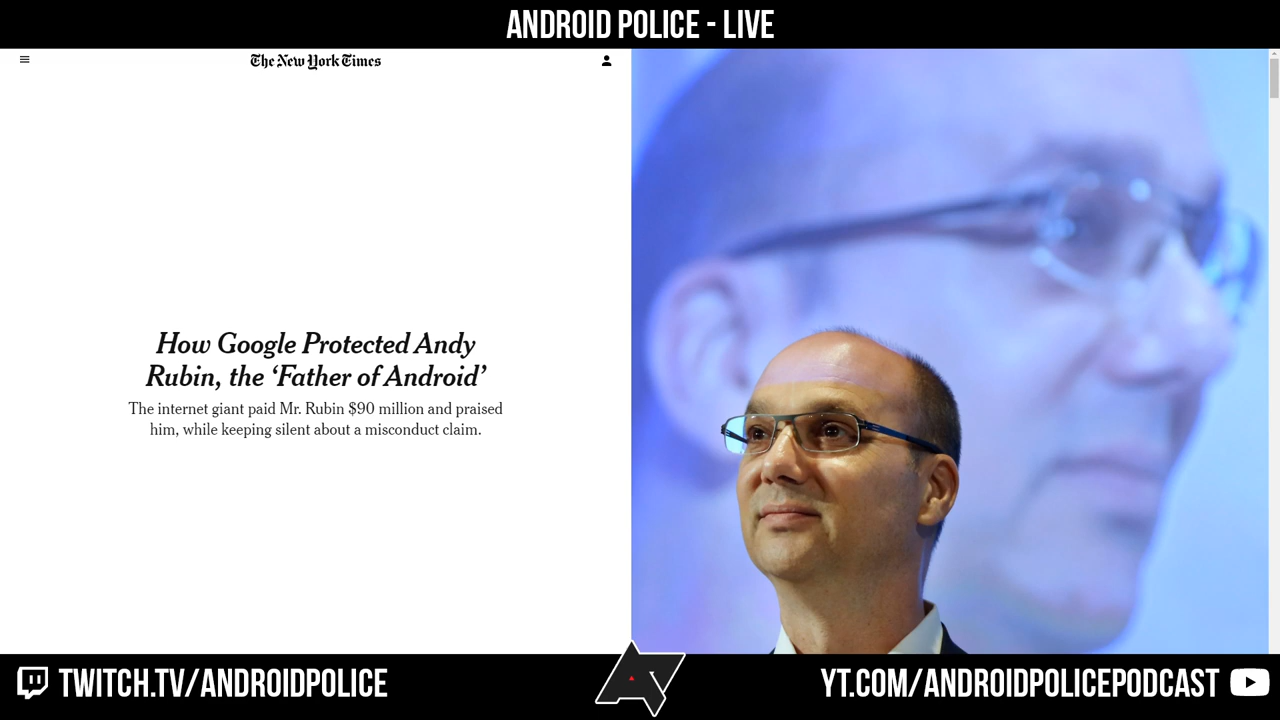 ANDROID POLICE - LIVE
The New York Times
How Google Protected Andy
Rubin, the ‘Father of Android’
The internet giant paid Mr. Rubin $90 million and praised
him, while keeping silent about a misconduct claim.
TWITCH.TV/ANDROIDPOLICE
YT.COM/ANDROIDPOLICEPODCAST